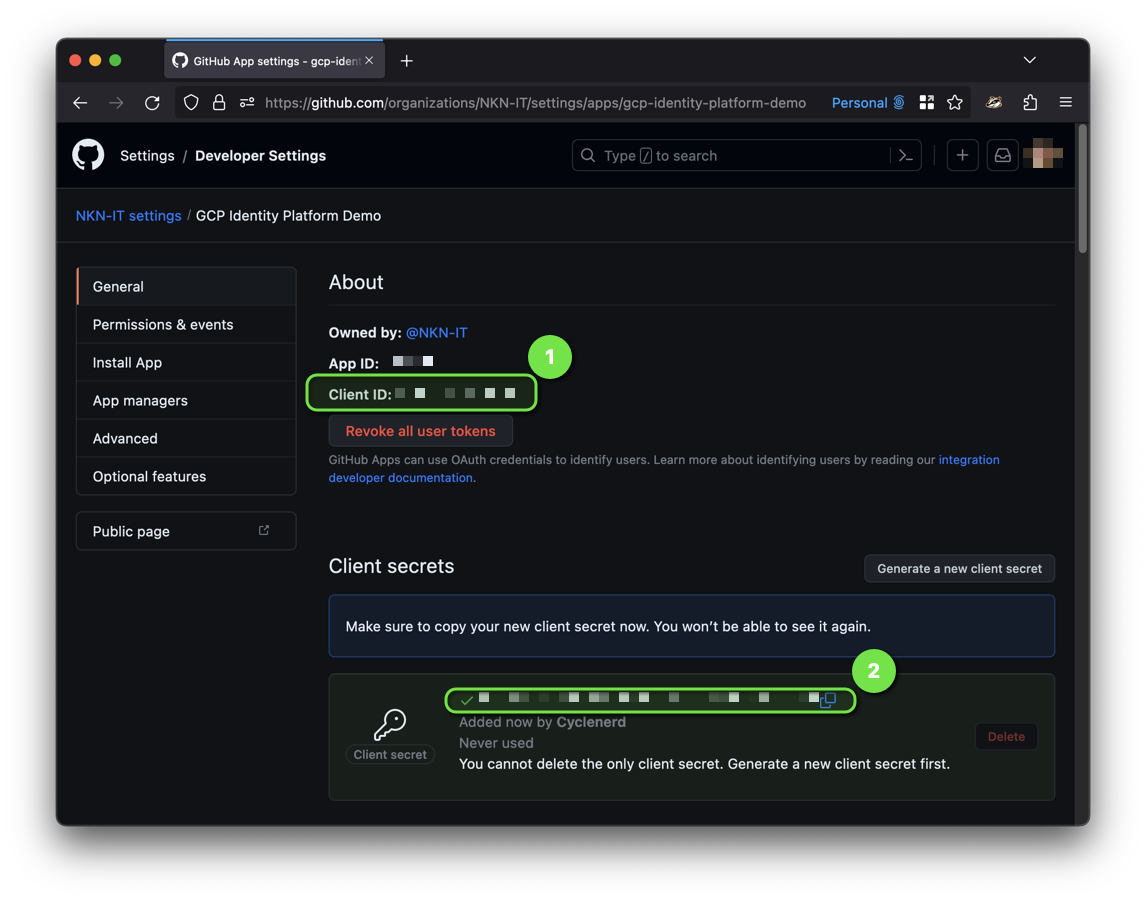 GitHub App settings - gcp-ident
https://github.com/organizations/NKN-IT/settings/apps/gcp-identity-platform-demo Personal
Settings / Developer Settings
Type / to search
NKN-IT settings / GCP Identity Platform Demo
General
Permissions & events
Install App
App managers
Advanced
Optional features
Public page
About
Owned by: @NKN-IT
App ID:
1
Client ID:
Revoke all user tokens
GitHub Apps can use OAuth credentials to identify users. Learn more about identifying users by reading our integration
developer documentation.
Client secrets
Generate a new client secret
Make sure to copy your new client secret now. You won't be able to see it again.
2
Added now by Cyclenerd
Never used
You cannot delete the only client secret. Generate a new client secret first.
Client secret
Delete